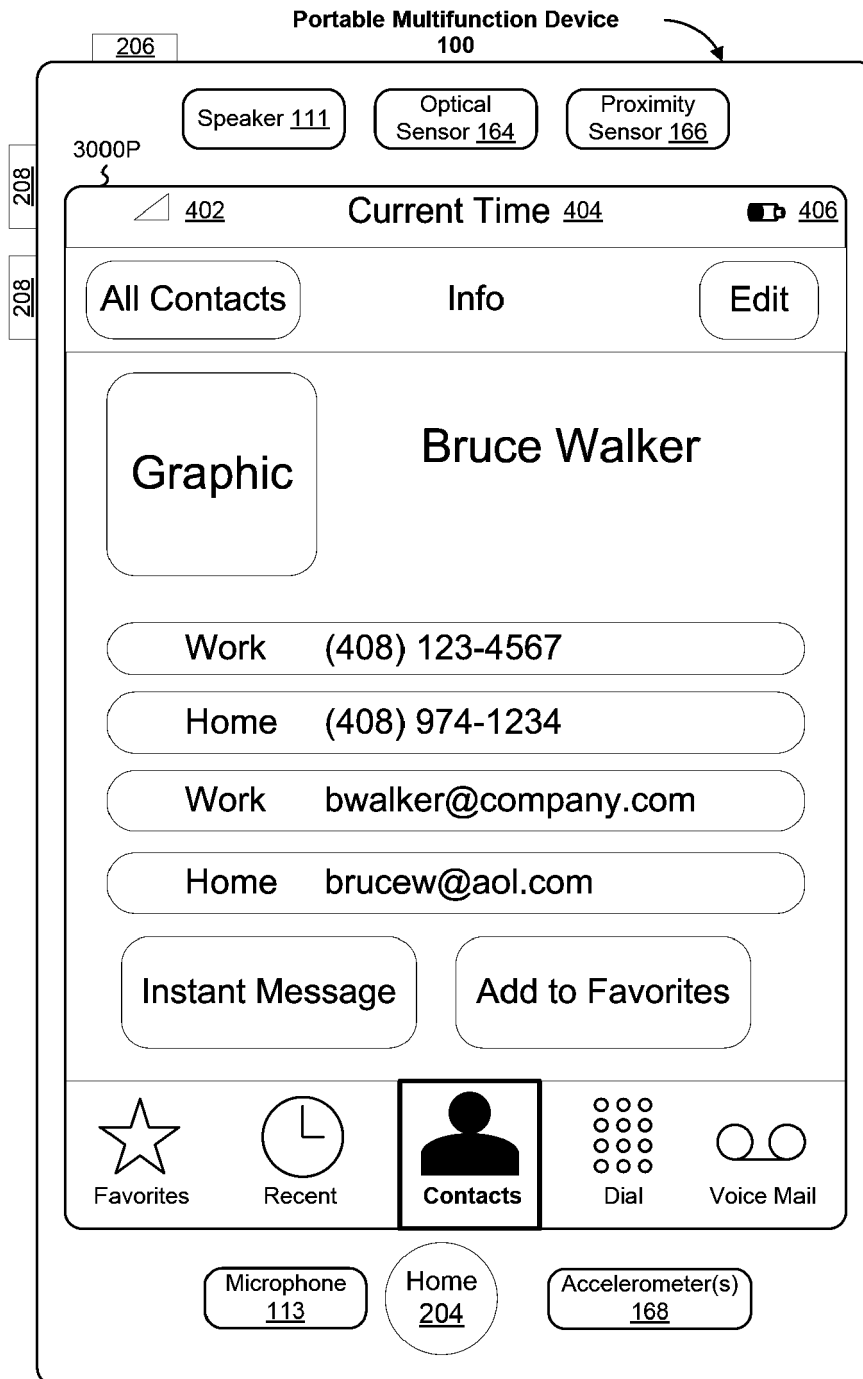 Portable Multifunction Device
100
206
Speaker 111
Optical
Sensor 164
Proximity
Sensor 166
3000P
208
402
Current Time 404
406
208
All Contacts
Info
Edit
Graphic
Bruce Walker
Work (408) 123-4567
Home (408) 974-1234
Work bwalker@company.com
Home brucew@aol.com
Instant Message
Add to Favorites
Favorites
Recent
Contacts
Dial
Voice Mail
Microphone
113
Home
204
Accelerometer(s)
168